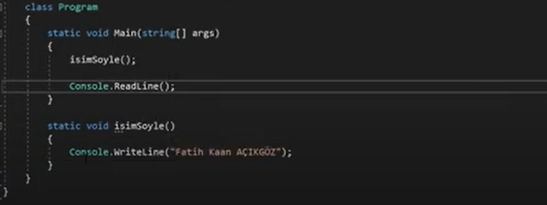 class Program
{
static void Main(string[] args)
{
isimSoyle();
Console.ReadLine();
}
static void isimSoyle()
{
Console.WriteLine("Fatih Kaan AÇIKGÖZ");
}
}
}